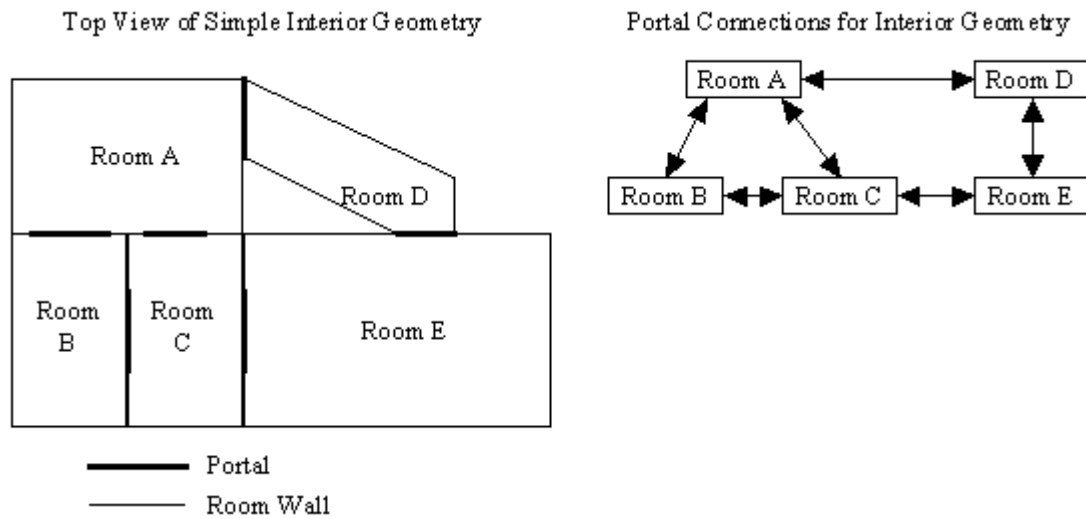 Top View of Simple Interior Geometry
Room A
Room D
Room
B
Room
C
Room E
Portal
Room Wall
Portal Connections for Interior Geometry
Room A
Room D
Room B
Room C
Room E